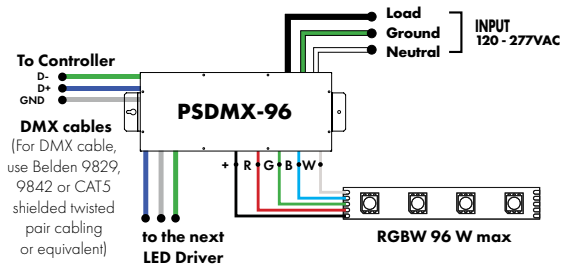 Load
Ground
Neutral
INPUT
120 - 277VAC
To Controller
D-
D+
GND
PSDMX-96
DMX cables
(For DMX cable,
use Belden 9829,
9842 or CAT5
shielded twisted
pair cabling
or equivalent)
+ R G B W
to the next
LED Driver
RGBW 96 W max